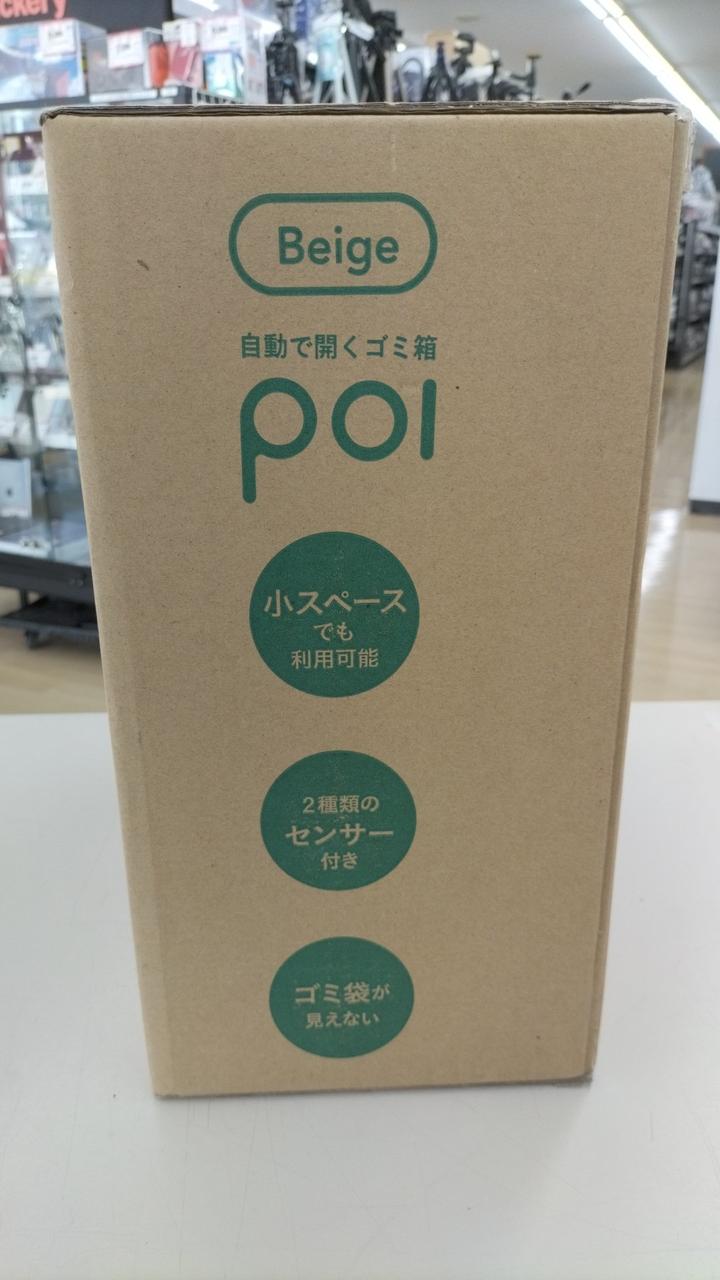 Beige
自動で開くゴミ箱
poi
小スペース
でも
利用可能
2種類の
センサー
付き
ゴミ袋が
見えない